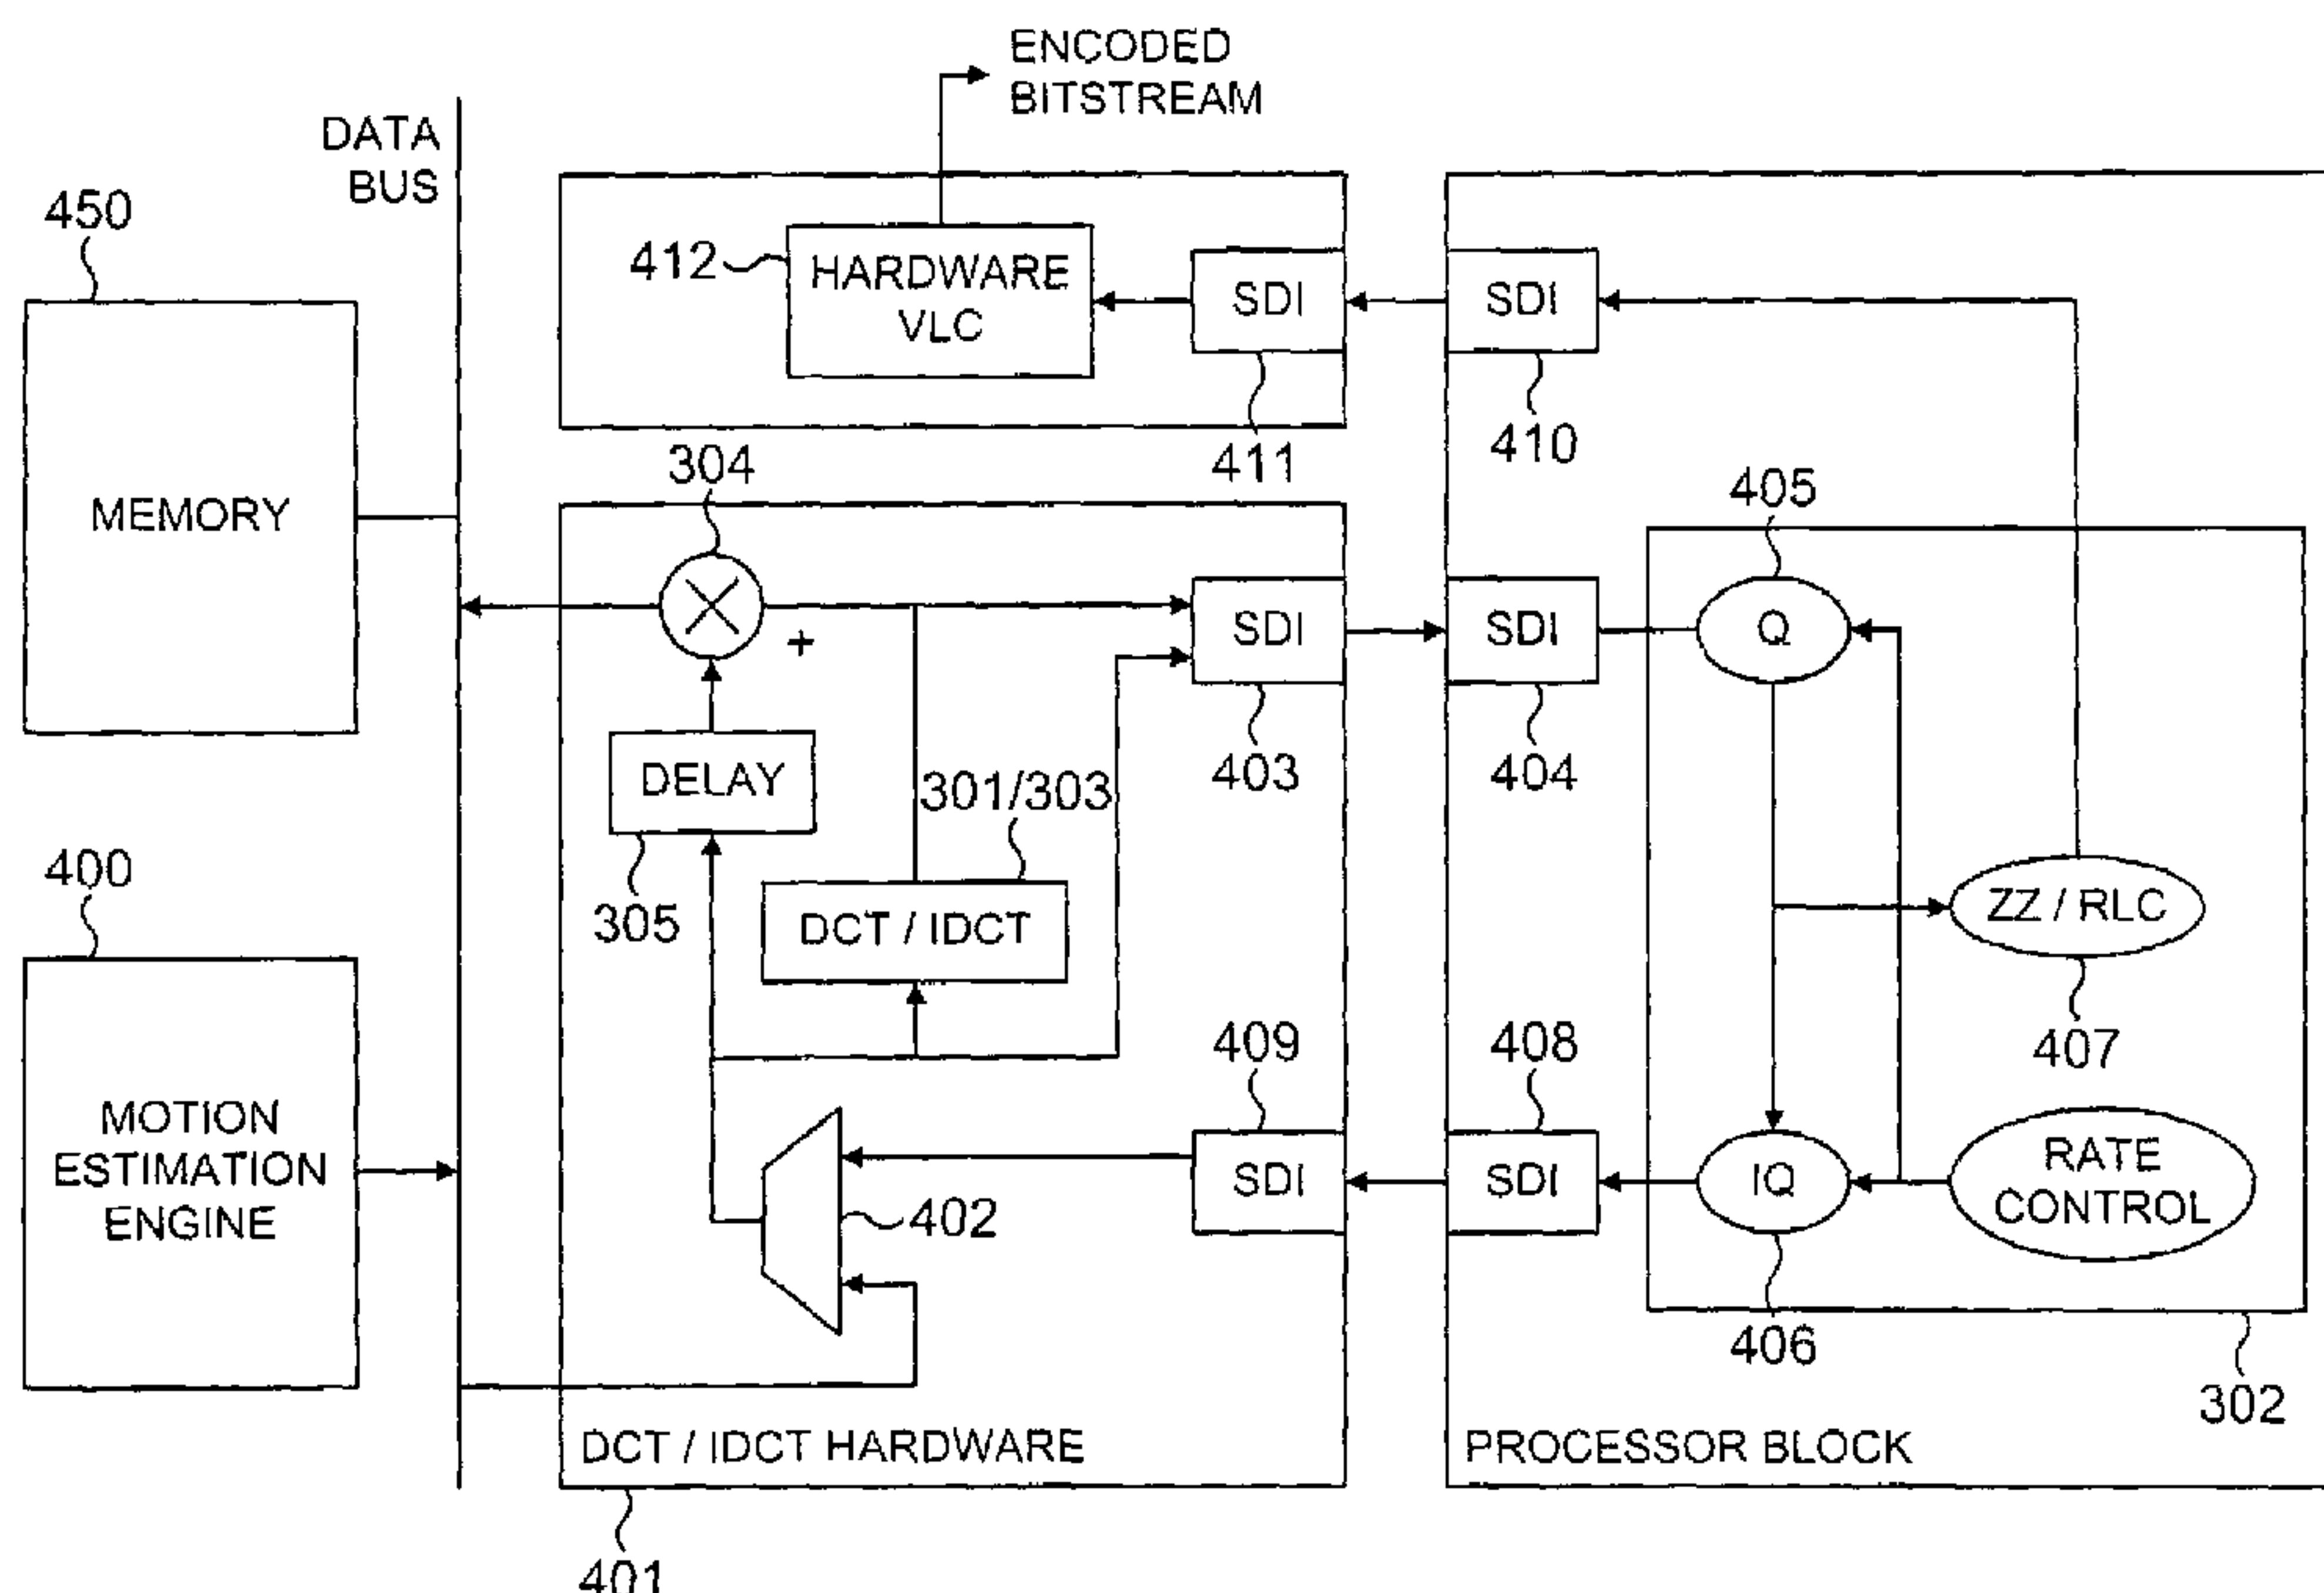 ENCODED
BITSTREAM
DATA
BUS
450
412
HARDWARE
VLC
SDI
SDI
411
410
MEMORY
304
405
+
SDI
SDI
Q
403
404
DELAY
301/303
305
DCT / IDCT
ZZ / RLC
407
400
MOTION
ESTIMATION
ENGINE
409
408
402
SDI
SDI
IQ
RATE
CONTROL
406
302
DCT / IDCT HARDWARE
PROCESSOR BLOCK
401